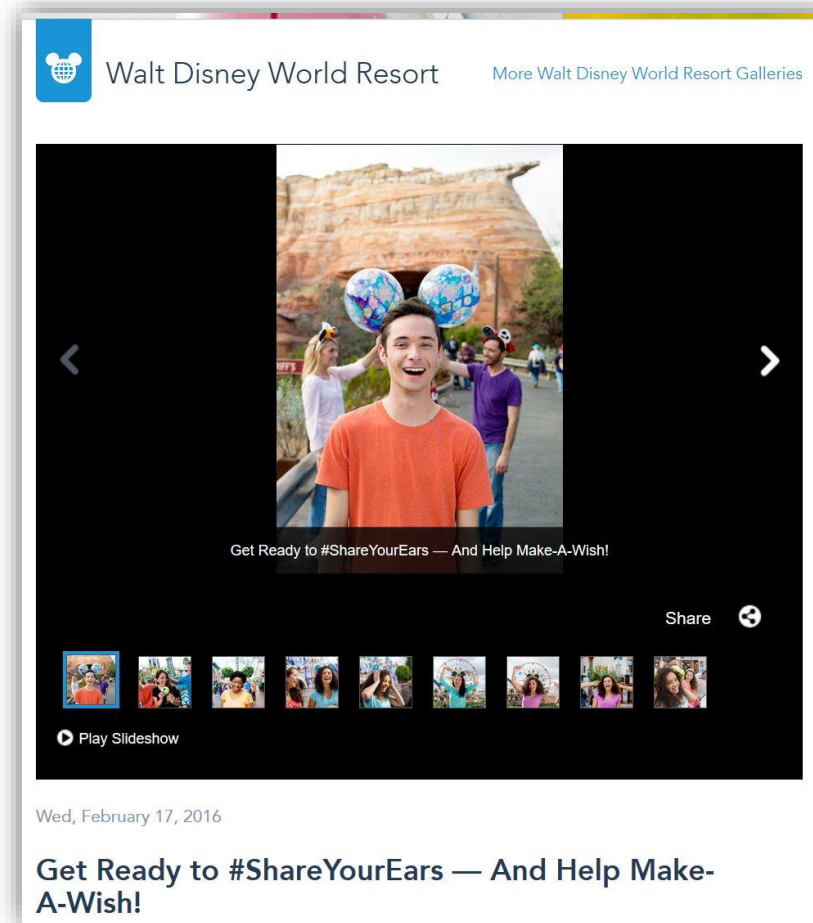 Walt Disney World Resort
More Walt Disney World Resort Galleries
RIFF'S
Get Ready to #ShareYourEars — And Help Make-A-Wish!
Share
Play Slideshow
Wed, February 17, 2016
Get Ready to #ShareYourEars — And Help Make-
A-Wish!